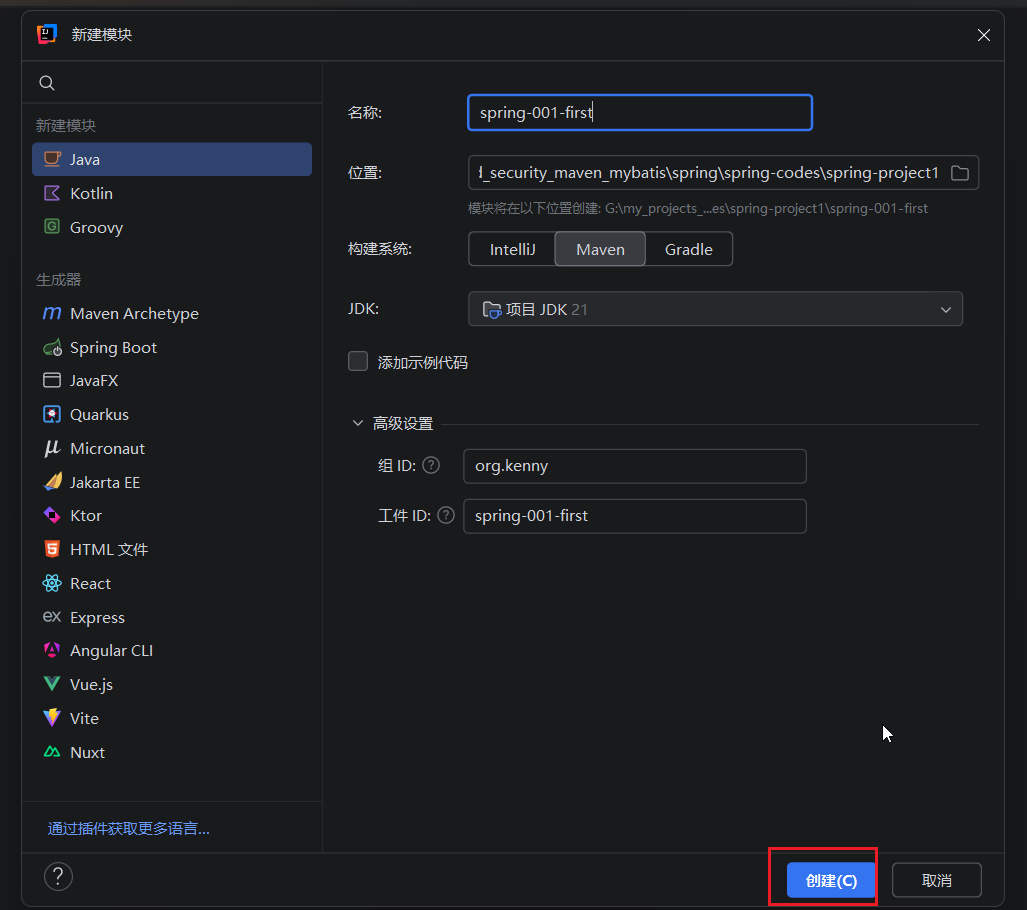 新建模块
新建模块
Java
Kotlin
Groovy
生成器
Maven Archetype
Spring Boot
JavaFX
Quarkus
Micronaut
Jakarta EE
Ktor
HTML 文件
React
Express
Angular CLI
Vue.js
Vite
Nuxt
通过插件获取更多语言...
名称: spring-001-first
位置: d_security_maven_mybatis\spring\spring-codes\spring-project1
模块将在以下位置创建: G:\my_projects_...es\spring-project1\spring-001-first
构建系统: IntelliJ Maven Gradle
JDK: 项目 JDK 21
添加示例代码
高级设置
组 ID: ? org.kenny
工件 ID: ? spring-001-first
? 创建(C) 取消